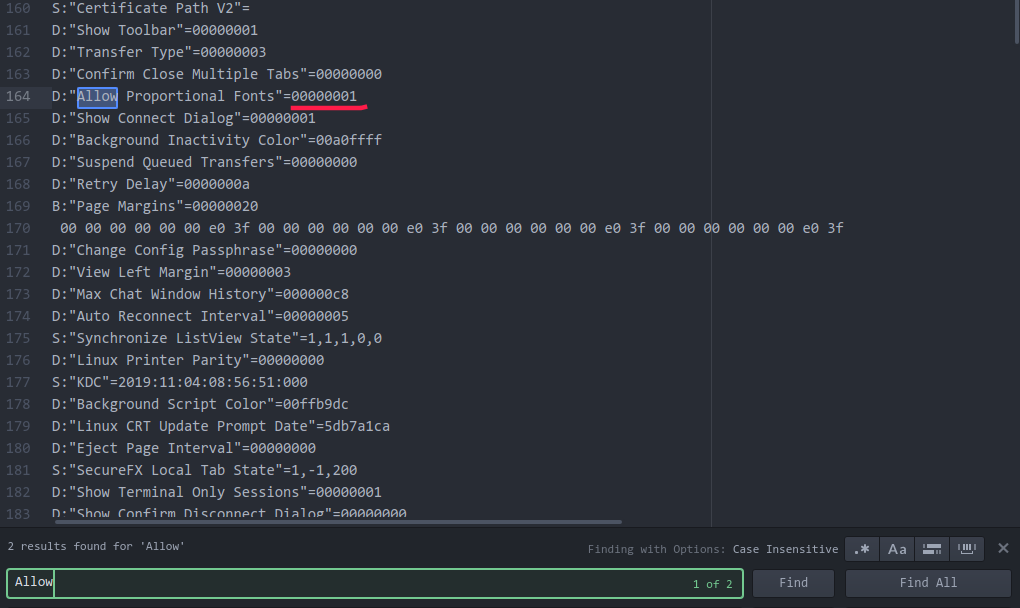 160 S:"Certificate Path V2"=
161 D:"Show Toolbar"=00000001
162 D:"Transfer Type"=00000003
163 D:"Confirm Close Multiple Tabs"=00000000
164 D:"Allow Proportional Fonts"=00000001
165 D:"Show Connect Dialog"=00000001
166 D:"Background Inactivity Color"=00a0ffff
167 D:"Suspend Queued Transfers"=00000000
168 D:"Retry Delay"=0000000a
169 B:"Page Margins"=00000020
170  00 00 00 00 00 00 e0 3f 00 00 00 00 00 00 e0 3f 00 00 00 00 00 00 e0 3f 00 00 00 00 00 00 e0 3f
171 D:"Change Config Passphrase"=00000000
172 D:"View Left Margin"=00000003
173 D:"Max Chat Window History"=000000c8
174 D:"Auto Reconnect Interval"=00000005
175 S:"Synchronize ListView State"=1,1,1,0,0
176 D:"Linux Printer Parity"=00000000
177 S:"KDC"=2019:11:04:08:56:51:000
178 D:"Background Script Color"=00ffb9dc
179 D:"Linux CRT Update Prompt Date"=5db7a1ca
180 D:"Eject Page Interval"=00000000
181 S:"SecureFX Local Tab State"=1,-1,200
182 D:"Show Terminal Only Sessions"=00000001
183 D:"Show Confirm Disconnect Dialog"=00000000
2 results found for 'Allow'
Finding with Options: Case Insensitive
.* Aa
Allow 1 of 2 Find Find All